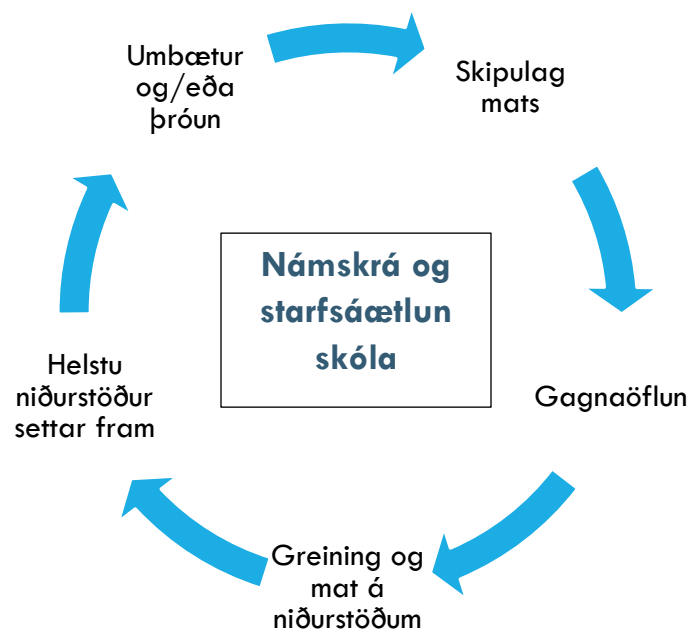 Umbætur
og/eða
þróun
Skipulag
mats
Námskrá og
starfsáætlun
skóla
Gagnaöflun
Greining og
mat á
niðurstöðum
Helstu
niðurstöður
settar fram